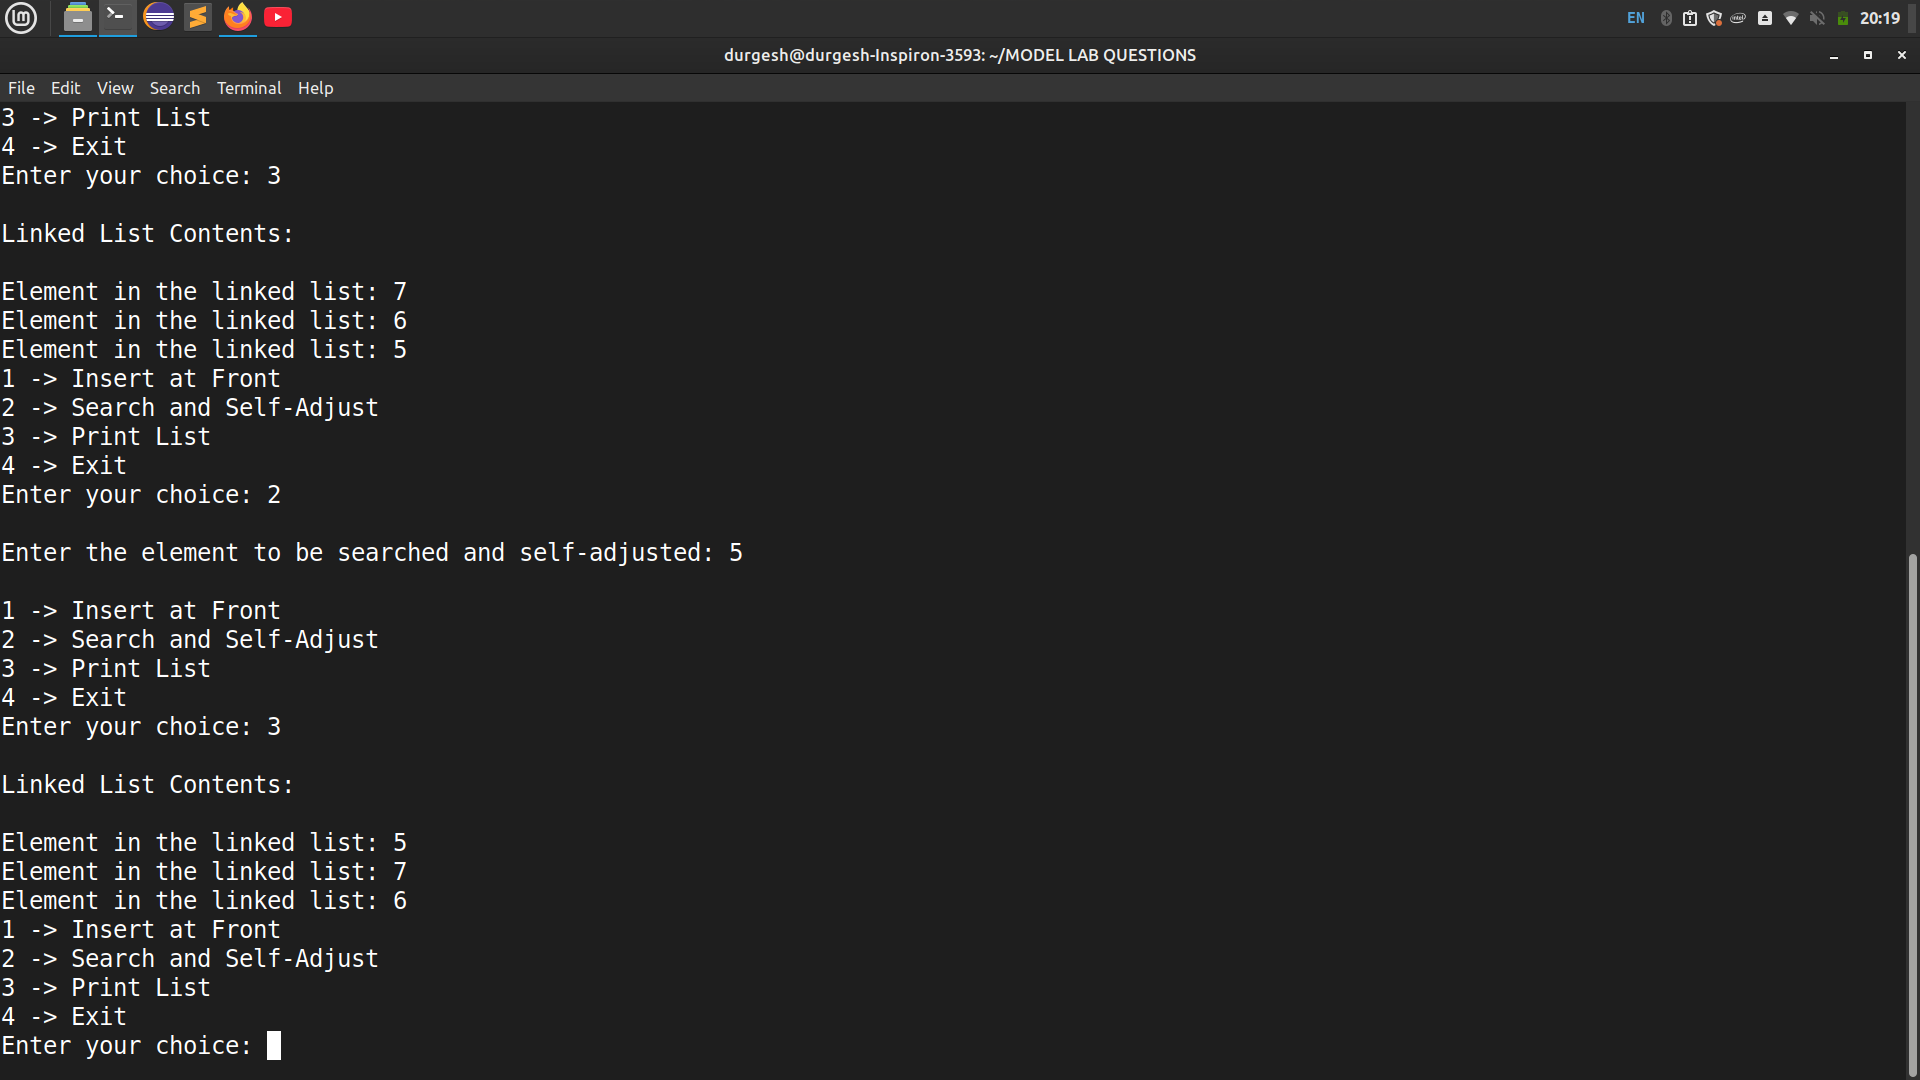 EN
20:19
durgesh@durgesh-Inspiron-3593: ~/MODEL LAB QUESTIONS
File Edit View Search Terminal Help
3 -> Print List
4 -> Exit
Enter your choice: 3
Linked List Contents:
Element in the linked list: 7
Element in the linked list: 6
Element in the linked list: 5
1 -> Insert at Front
2 -> Search and Self-Adjust
3 -> Print List
4 -> Exit
Enter your choice: 2
Enter the element to be searched and self-adjusted: 5
1 -> Insert at Front
2 -> Search and Self-Adjust
3 -> Print List
4 -> Exit
Enter your choice: 3
Linked List Contents:
Element in the linked list: 5
Element in the linked list: 7
Element in the linked list: 6
1 -> Insert at Front
2 -> Search and Self-Adjust
3 -> Print List
4 -> Exit
Enter your choice: